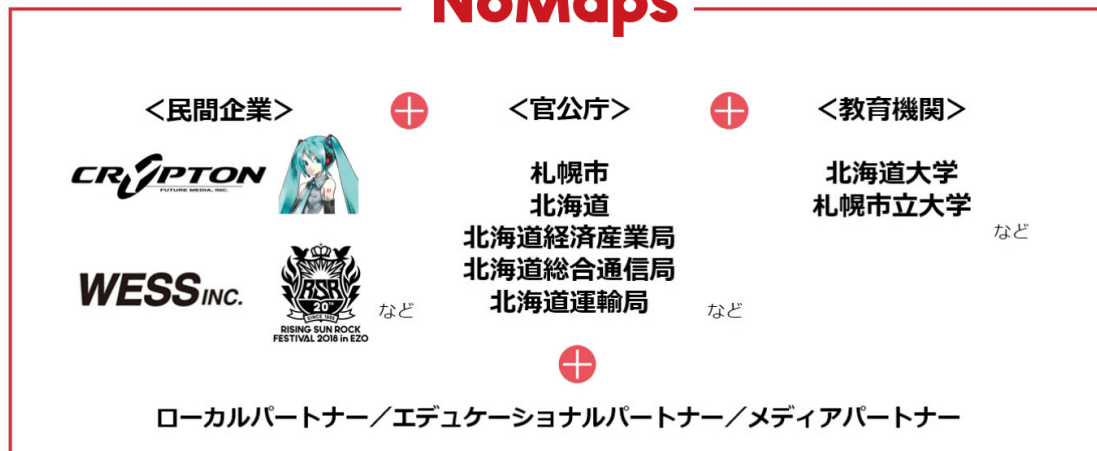 NoMaps
＜民間企業＞
＜官公庁＞
＜教育機関＞
CRYPTON
FUTURE MEDIA, INC.
WESS INC.
RSR
20th
SINCE 1999
RISING SUN ROCK
FESTIVAL 2018 in EZO
など
札幌市
北海道
北海道経済産業局
北海道総合通信局
北海道運輸局
など
北海道大学
札幌市立大学
など
ローカルパートナー／エデュケーショナルパートナー／メディアパートナー